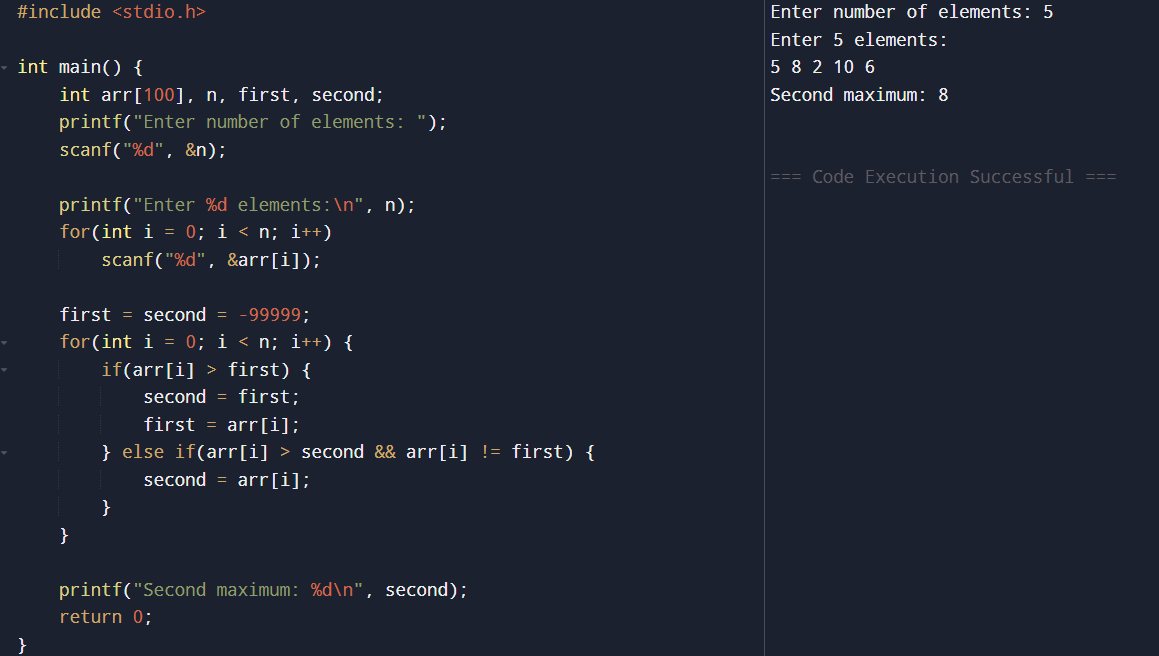 #include <stdio.h>
int main() {
    int arr[100], n, first, second;
    printf("Enter number of elements: ");
    scanf("%d", &n);
    printf("Enter %d elements:\n", n);
    for(int i = 0; i < n; i++)
        scanf("%d", &arr[i]);
    first = second = -99999;
    for(int i = 0; i < n; i++) {
        if(arr[i] > first) {
            second = first;
            first = arr[i];
        } else if(arr[i] > second && arr[i] != first) {
            second = arr[i];
        }
    }
    printf("Second maximum: %d\n", second);
    return 0;
}
Enter number of elements: 5
Enter 5 elements:
5 8 2 10 6
Second maximum: 8
=== Code Execution Successful ===